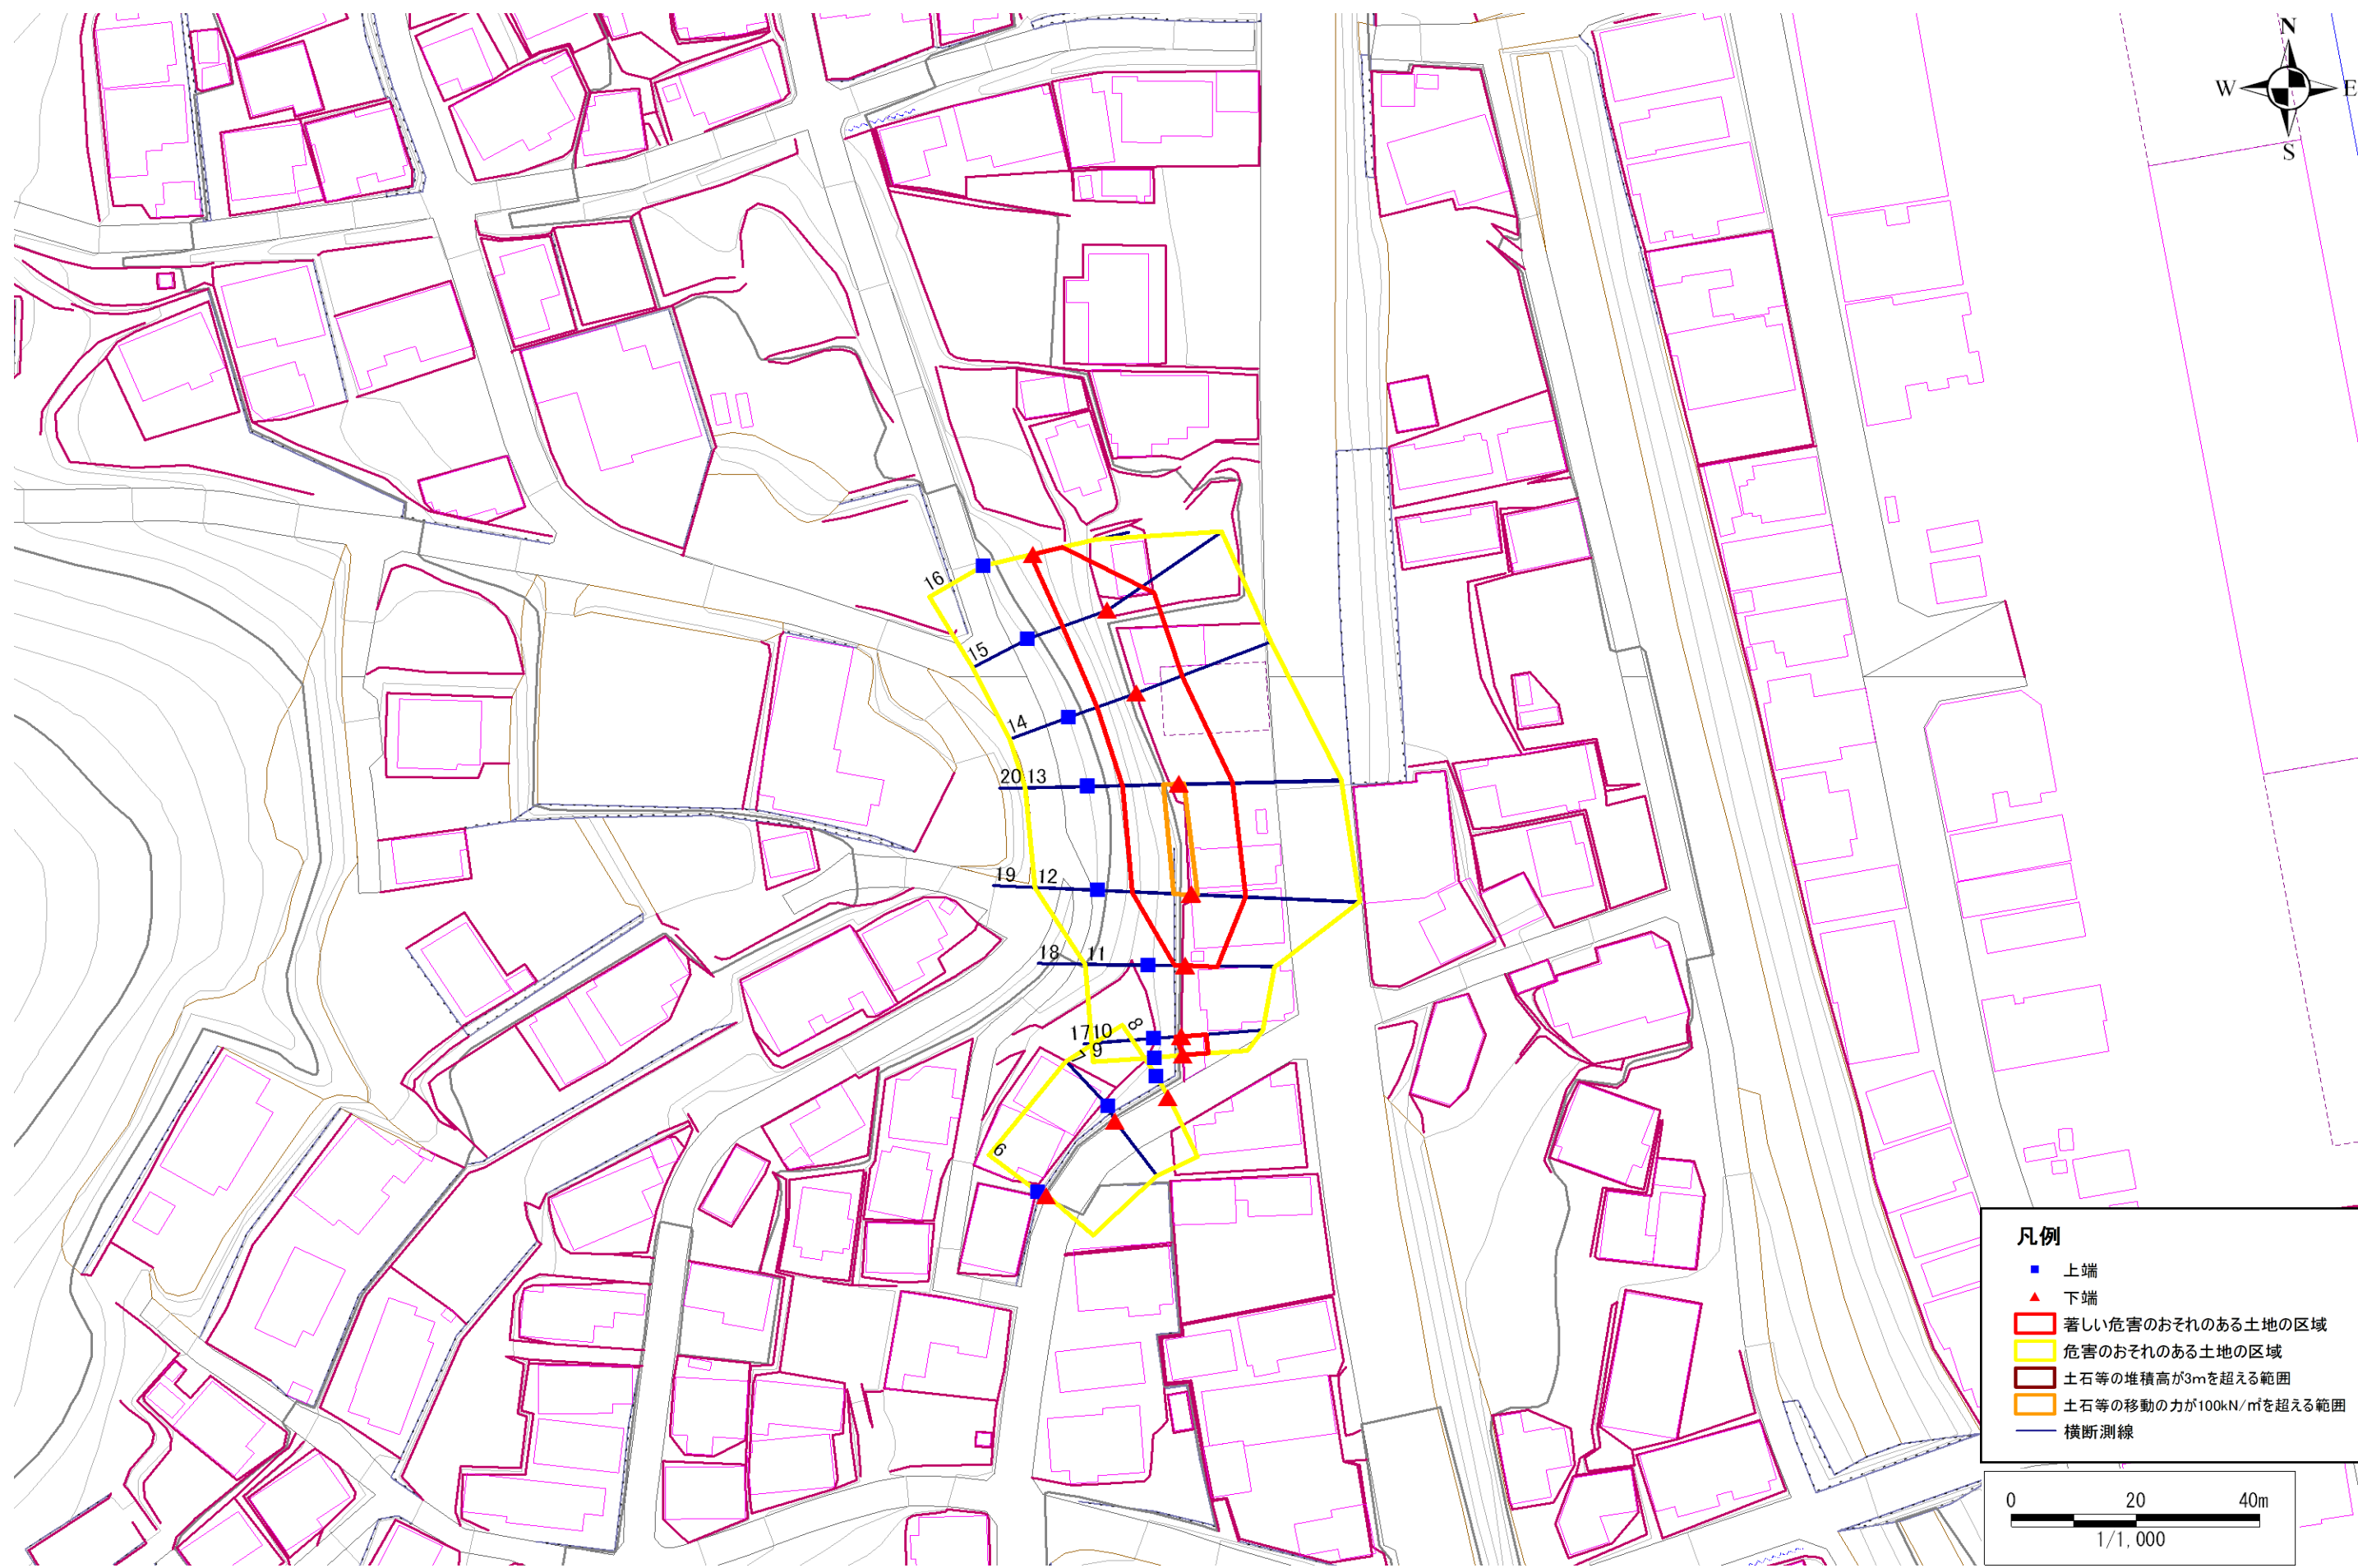 N
W E
S
16
15
14
20 13
19 12
18 11
17 10 8
7 9
6
凡例
上端
下端
著しい危害のおそれのある土地の区域
危害のおそれのある土地の区域
土石等の堆積高が3mを超える範囲
土石等の移動の力が100kN/㎡を超える範囲
横断測線
0 20 40m
1/1,000